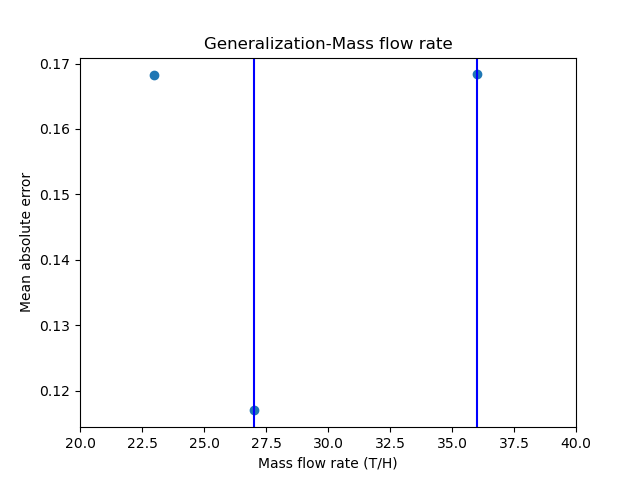 Generalization-Mass flow rate
0.17
0.16
0.15
0.14
0.13
0.12
Mean absolute error
20.0 22.5 25.0 27.5 30.0 32.5 35.0 37.5 40.0
Mass flow rate (T/H)